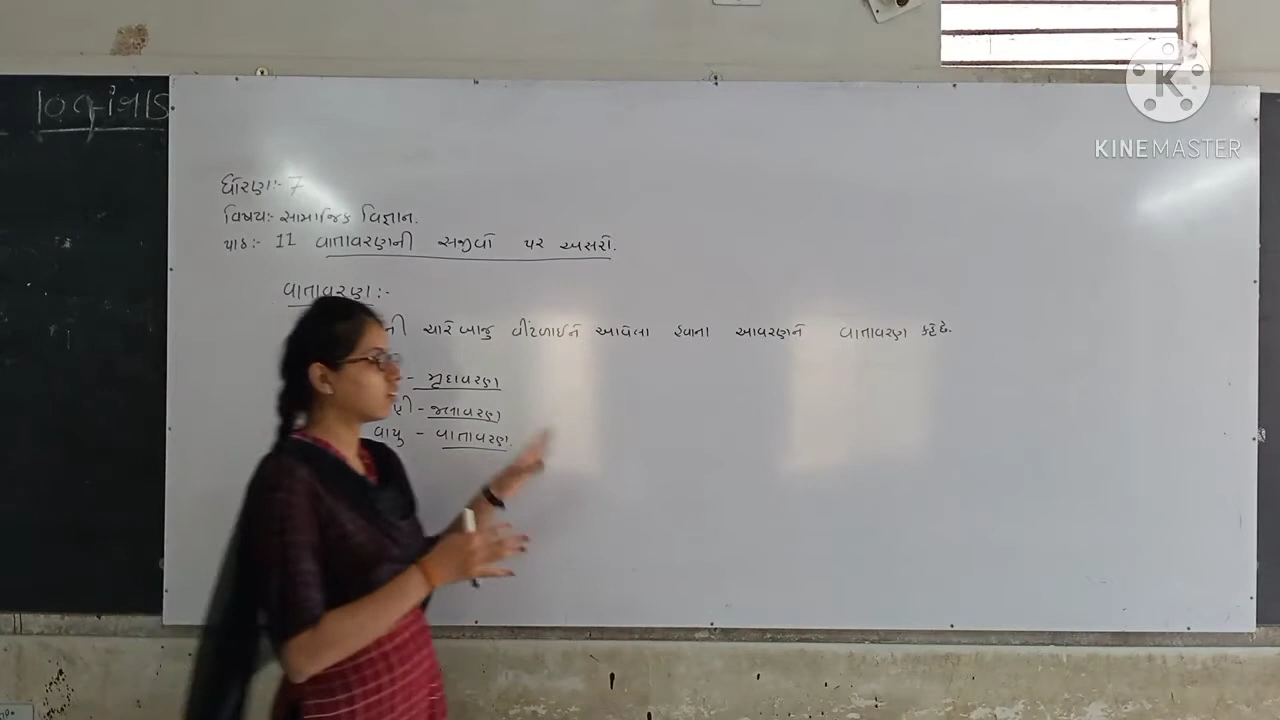 ધોરણ:- 7
વિષય:- સામાજિક વિજ્ઞાન.
પાઠ:- 11 વાતાવરણની સજીવો પર અસરો.
વાતાવરણ:-
ની ચારે બાજુ વીંટળાઈને આવેલા હવાના આવરણને વાતાવરણ કહે છે.
- મૃદાવરણ
ણી - જલાવરણ
વાયુ - વાતાવરણ.
KINEMASTER